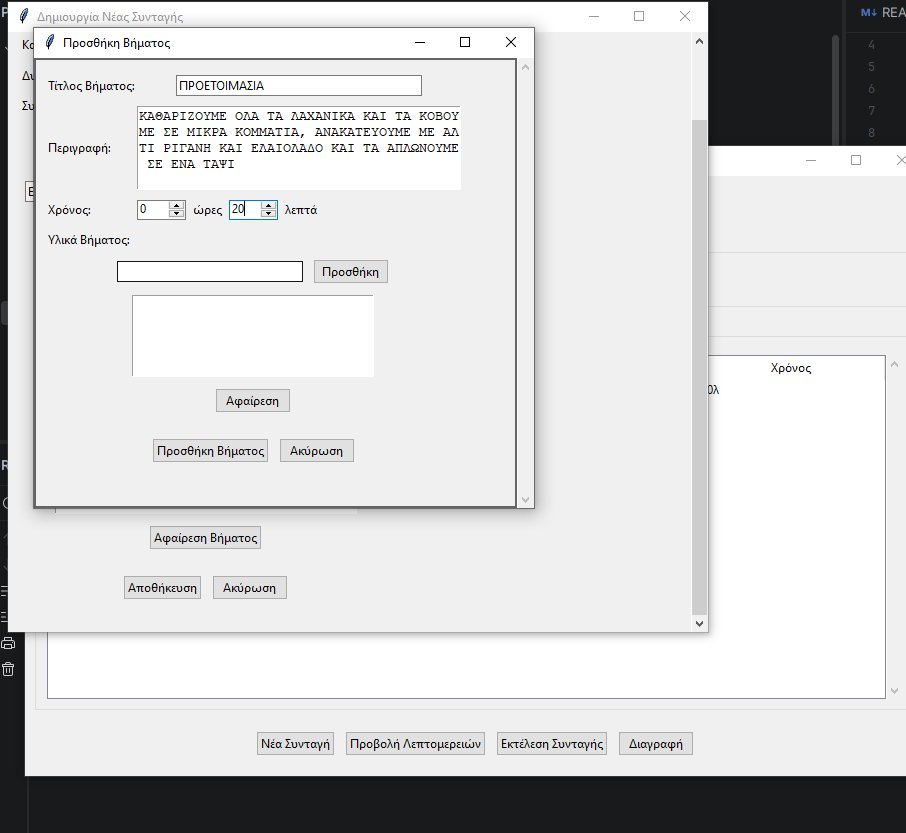 Δημιουργία Νέας Συνταγής
REA
4
Προσθήκη Βήματος
5
Τίτλος Βήματος: ΠΡΟΕΤΟΙΜΑΣΙΑ
6
7
ΚΑΘΑΡΙΖΟΥΜΕ ΟΛΑ ΤΑ ΛΑΧΑΝΙΚΑ ΚΑΙ ΤΑ ΚΟΒΟΥ
8
ΜΕ ΣΕ ΜΙΚΡΑ ΚΟΜΜΑΤΙΑ, ΑΝΑΚΑΤΕΥΟΥΜΕ ΜΕ ΑΛ
Περιγραφή:
ΤΙ ΡΙΓΑΝΗ ΚΑΙ ΕΛΑΙΟΛΑΔΟ ΚΑΙ ΤΑ ΑΠΛΩΝΟΥΜΕ
ΣΕ ΕΝΑ ΤΑΨΙ
Χρόνος: 0 ώρες 20 λεπτά
Υλικά Βήματος:
Προσθήκη
Χρόνος
0λ
Αφαίρεση
Προσθήκη Βήματος Ακύρωση
Αφαίρεση Βήματος
Αποθήκευση Ακύρωση
Νέα Συνταγή Προβολή Λεπτομερειών Εκτέλεση Συνταγής Διαγραφή